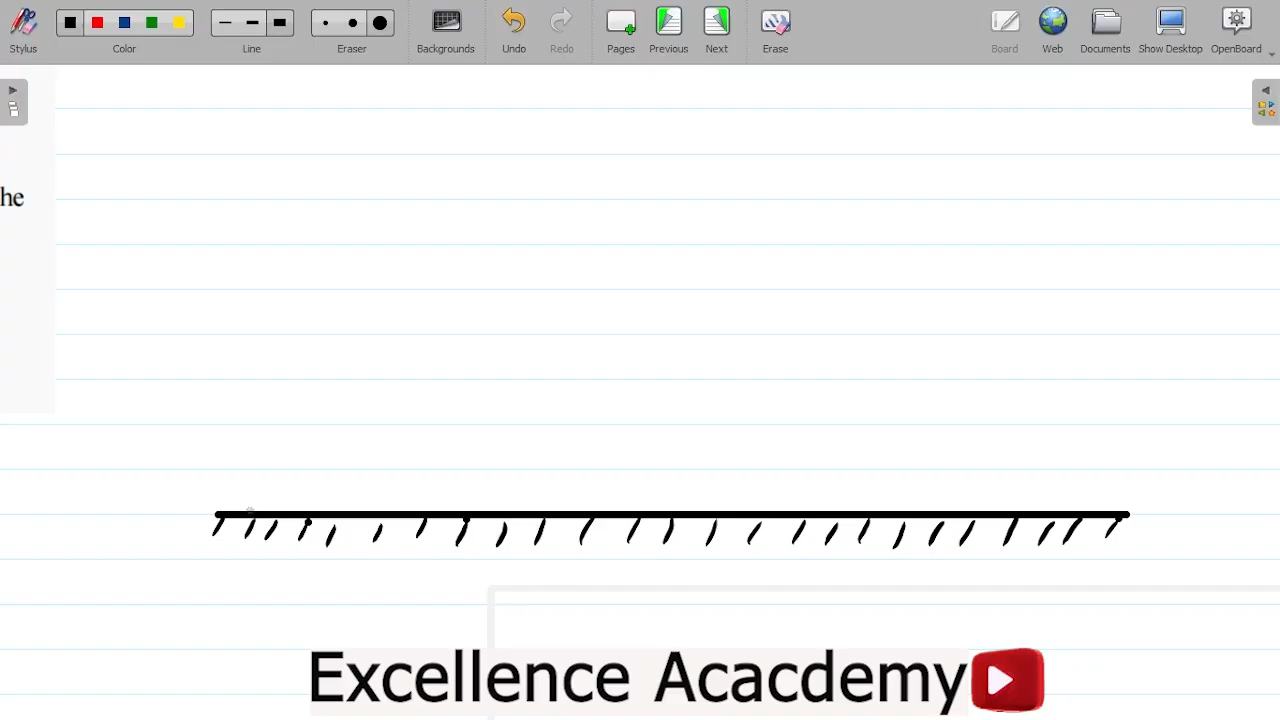 Stylus Color Line Eraser Backgrounds Undo Redo Pages Previous Next Erase Board Web Documents Show Desktop OpenBoard
he
Excellence Acacdemy